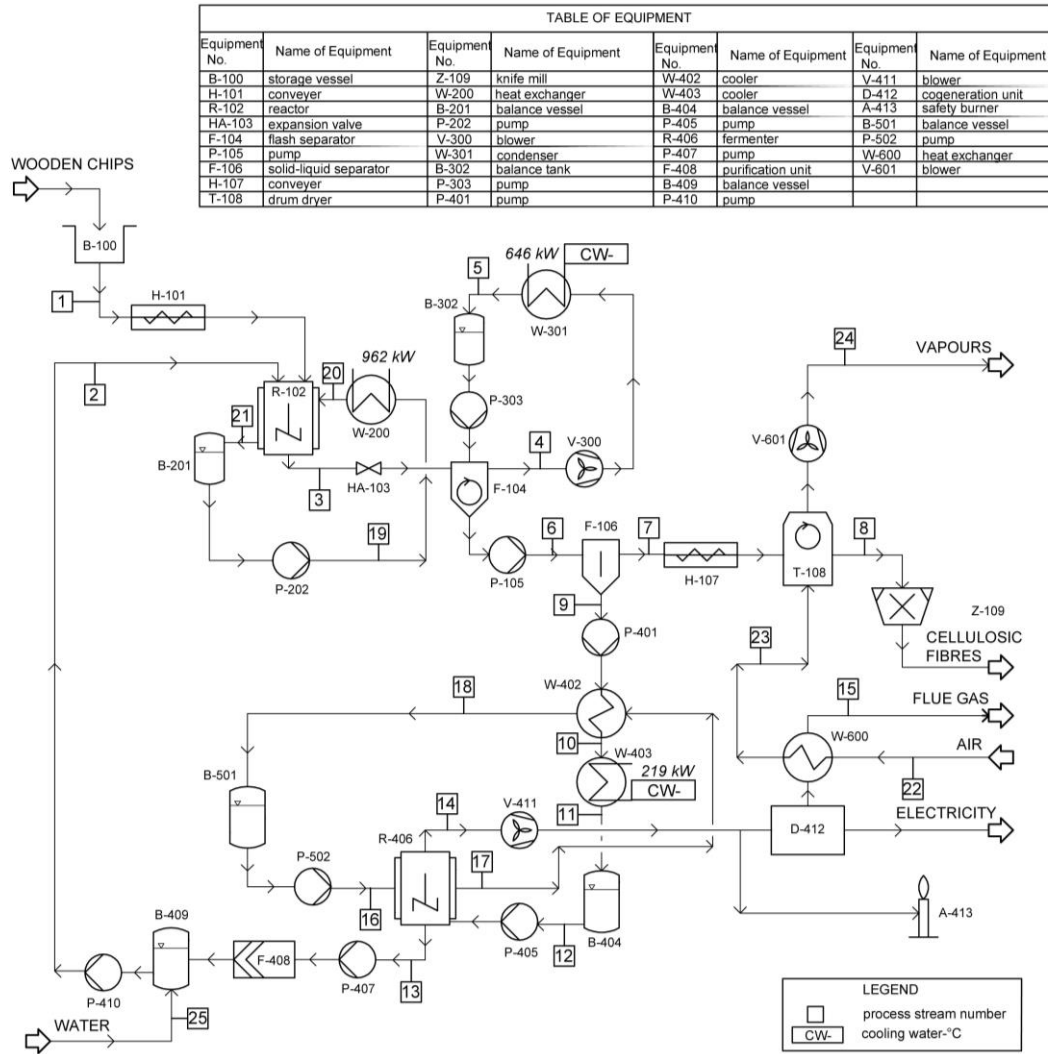 TABLE OF EQUIPMENT
Equipment No. Name of Equipment Equipment No. Name of Equipment Equipment No. Name of Equipment Equipment No. Name of Equipment
B-100 storage vessel Z-109 knife mill W-402 cooler V-411 blower
H-101 conveyer W-200 heat exchanger W-403 cooler D-412 cogeneration unit
R-102 reactor B-201 balance vessel B-404 balance vessel A-413 safety burner
HA-103 expansion valve P-202 pump P-405 pump B-501 balance vessel
F-104 flash separator V-300 blower R-406 fermenter P-502 pump
P-105 pump W-301 condenser P-407 pump W-600 heat exchanger
F-106 solid-liquid separator B-302 balance tank F-408 purification unit V-601 blower
H-107 conveyer P-303 pump B-409 balance vessel
T-108 drum dryer P-401 pump P-410 pump
WOODEN CHIPS
B-100
646 kW
CW-
5
1
H-101
B-302
W-301
24
VAPOURS
962 kW
2
20
R-102
P-303
21
W-200
4
V-300
V-601
B-201
3
HA-103
F-104
19
6
F-106
7
8
P-202
P-105
H-107
T-108
Z-109
9
P-401
23
CELLULOSIC
FIBRES
18
W-402
15
FLUE GAS
10
W-403
W-600
AIR
B-501
219 kW
CW-
22
14
V-411
11
ELECTRICITY
R-406
D-412
P-502
17
16
B-409
12
B-404
A-413
P-405
F-408
P-407
13
P-410
25
WATER
LEGEND
process stream number
CW- cooling water-°C